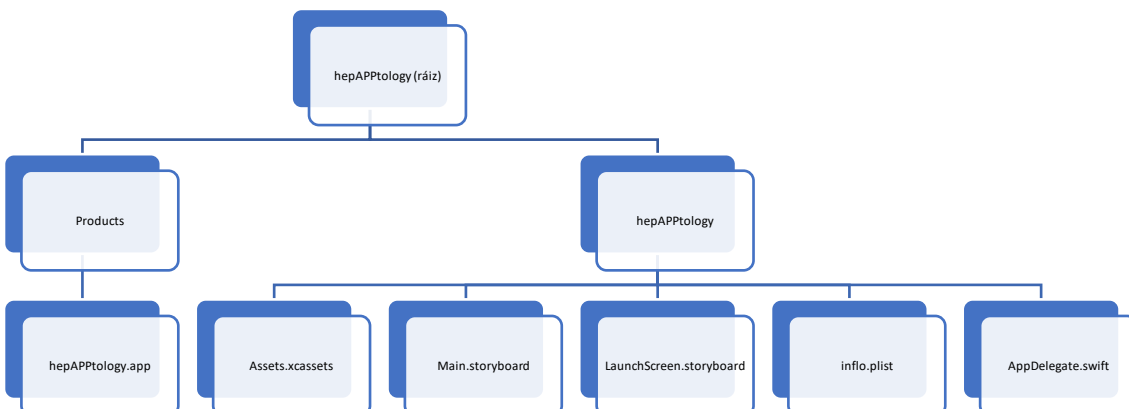 hepAPPtology (ráiz)
Products
hepAPPtology
hepAPPtology.app
Assets.xcassets
Main.storyboard
LaunchScreen.storyboard
inflo.plist
AppDelegate.swift